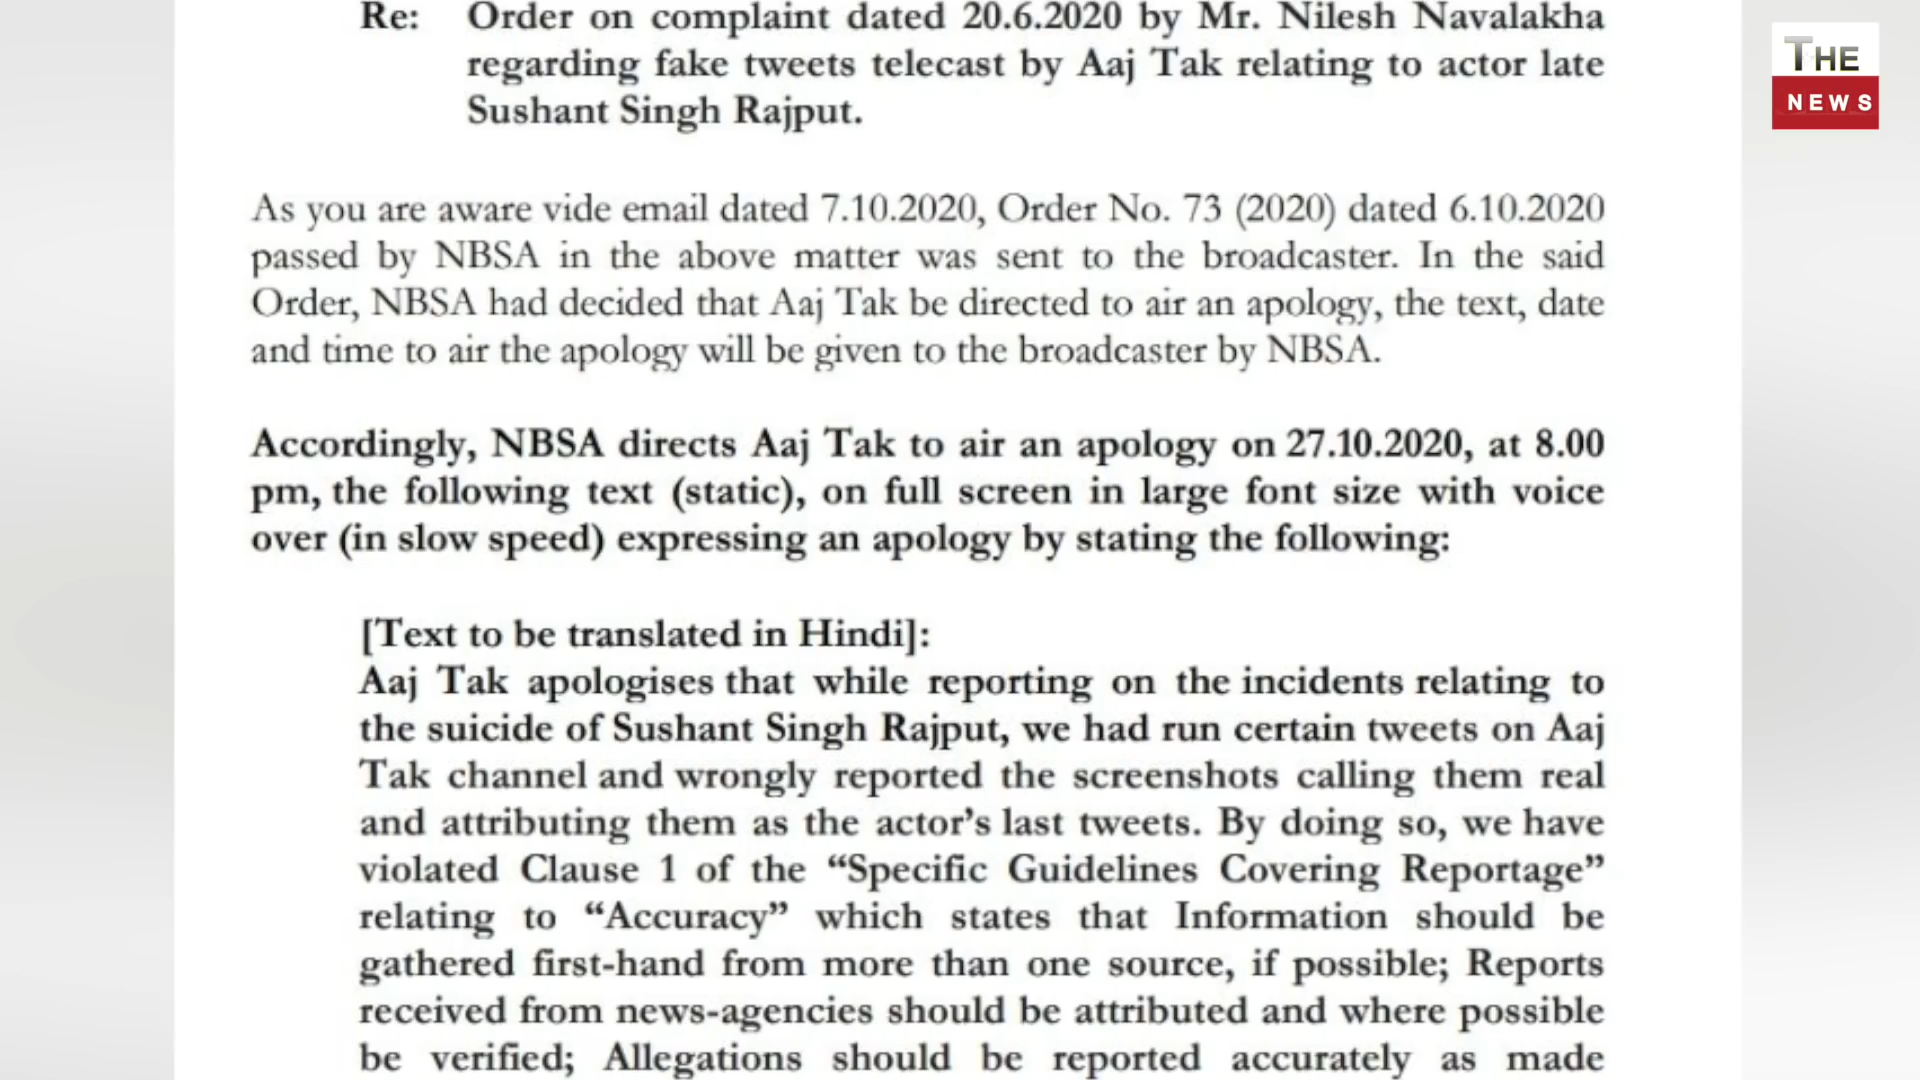 Re: Order on complaint dated 20.6.2020 by Mr. Nilesh Navalakha
regarding fake tweets telecast by Aaj Tak relating to actor late
Sushant Singh Rajput.
THE
NEWS
As you are aware vide email dated 7.10.2020, Order No. 73 (2020) dated 6.10.2020
passed by NBSA in the above matter was sent to the broadcaster. In the said
Order, NBSA had decided that Aaj Tak be directed to air an apology, the text, date
and time to air the apology will be given to the broadcaster by NBSA.
Accordingly, NBSA directs Aaj Tak to air an apology on 27.10.2020, at 8.00
pm, the following text (static), on full screen in large font size with voice
over (in slow speed) expressing an apology by stating the following:
[Text to be translated in Hindi]:
Aaj Tak apologises that while reporting on the incidents relating to
the suicide of Sushant Singh Rajput, we had run certain tweets on Aaj
Tak channel and wrongly reported the screenshots calling them real
and attributing them as the actor's last tweets. By doing so, we have
violated Clause 1 of the “Specific Guidelines Covering Reportage”
relating to “Accuracy” which states that Information should be
gathered first-hand from more than one source, if possible; Reports
received from news-agencies should be attributed and where possible
be verified; Allegations should be reported accurately as made